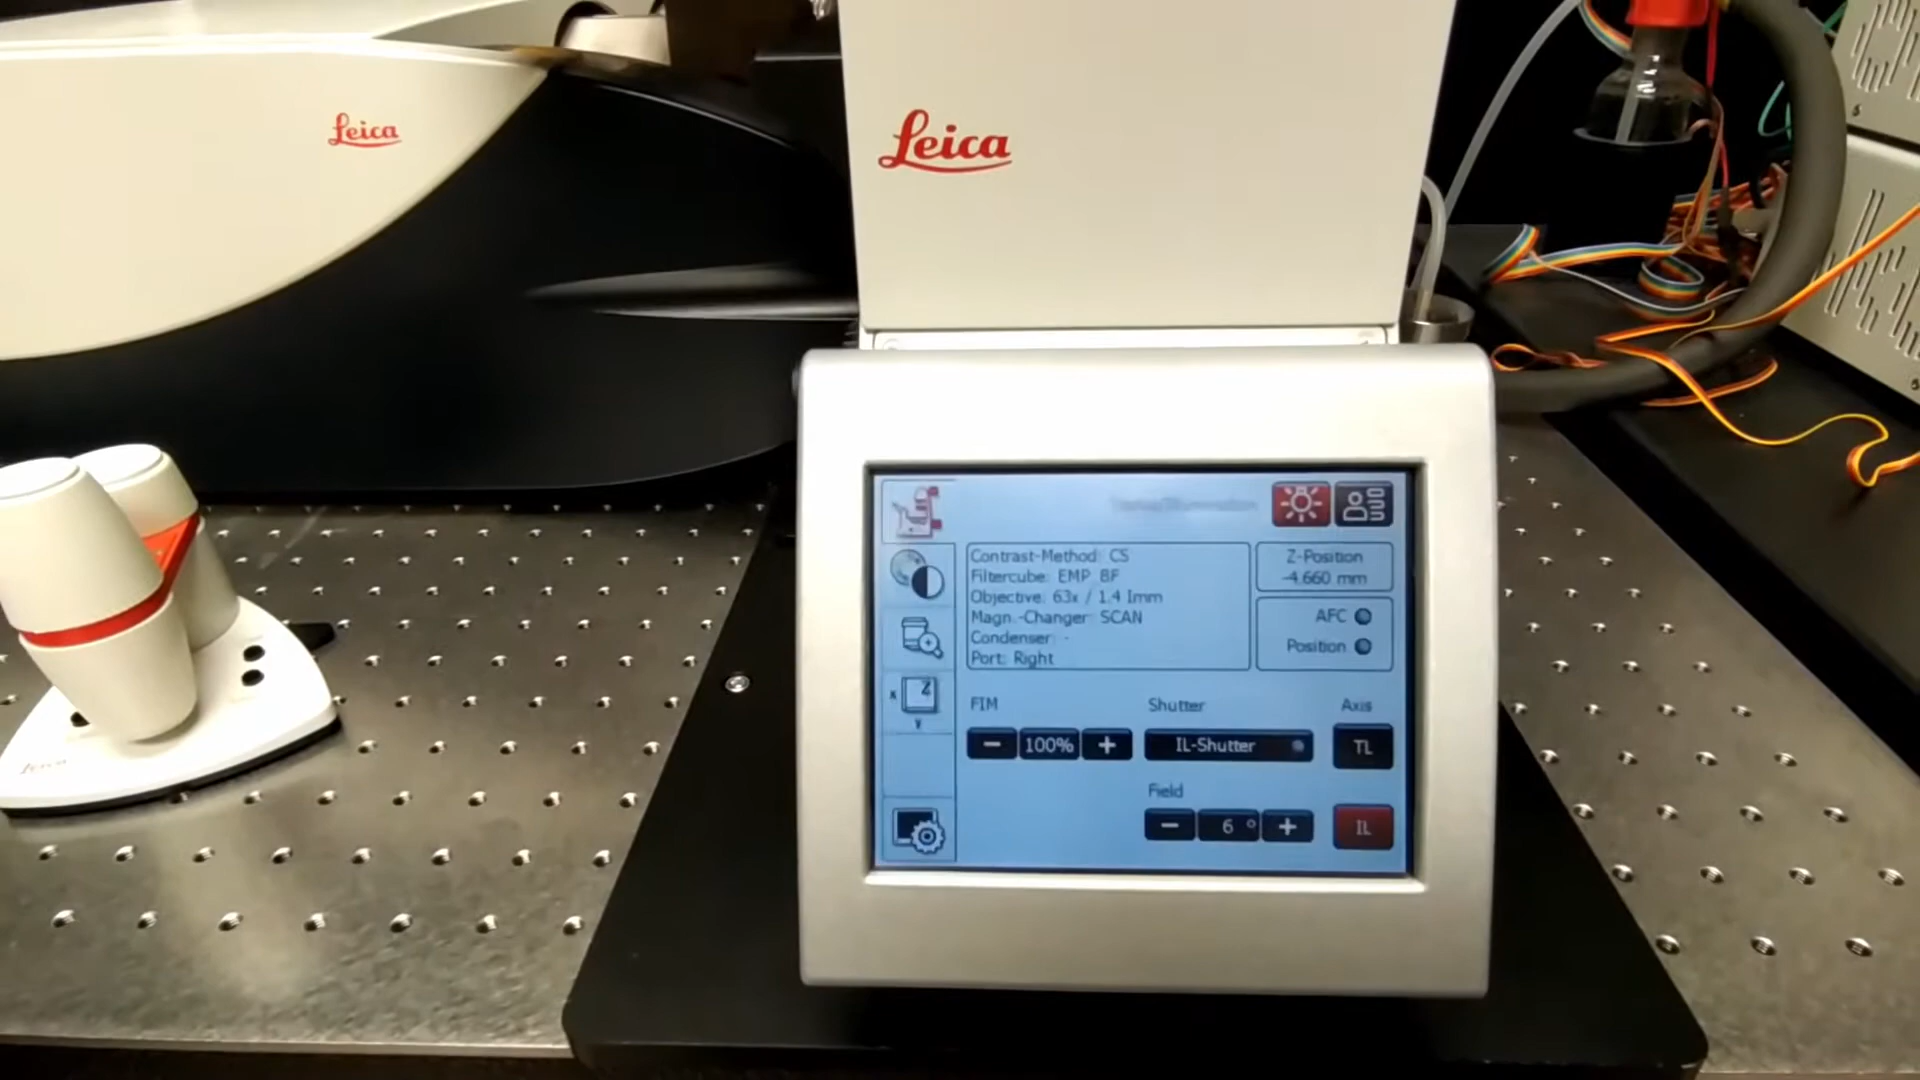 Leica
Leica
Leica
Contrast-Method: CS
Filtercube: EMP_BF
Objective: 63x / 1.4 Imm
Magn.-Changer: SCAN
Condenser: -
Port: Right
Z-Position
-4.660 mm
AFC
Position
X
Z
Y
FIM
Shutter
Axis
- 100% +
IL-Shutter
TL
Field
- 6 ° +
IL